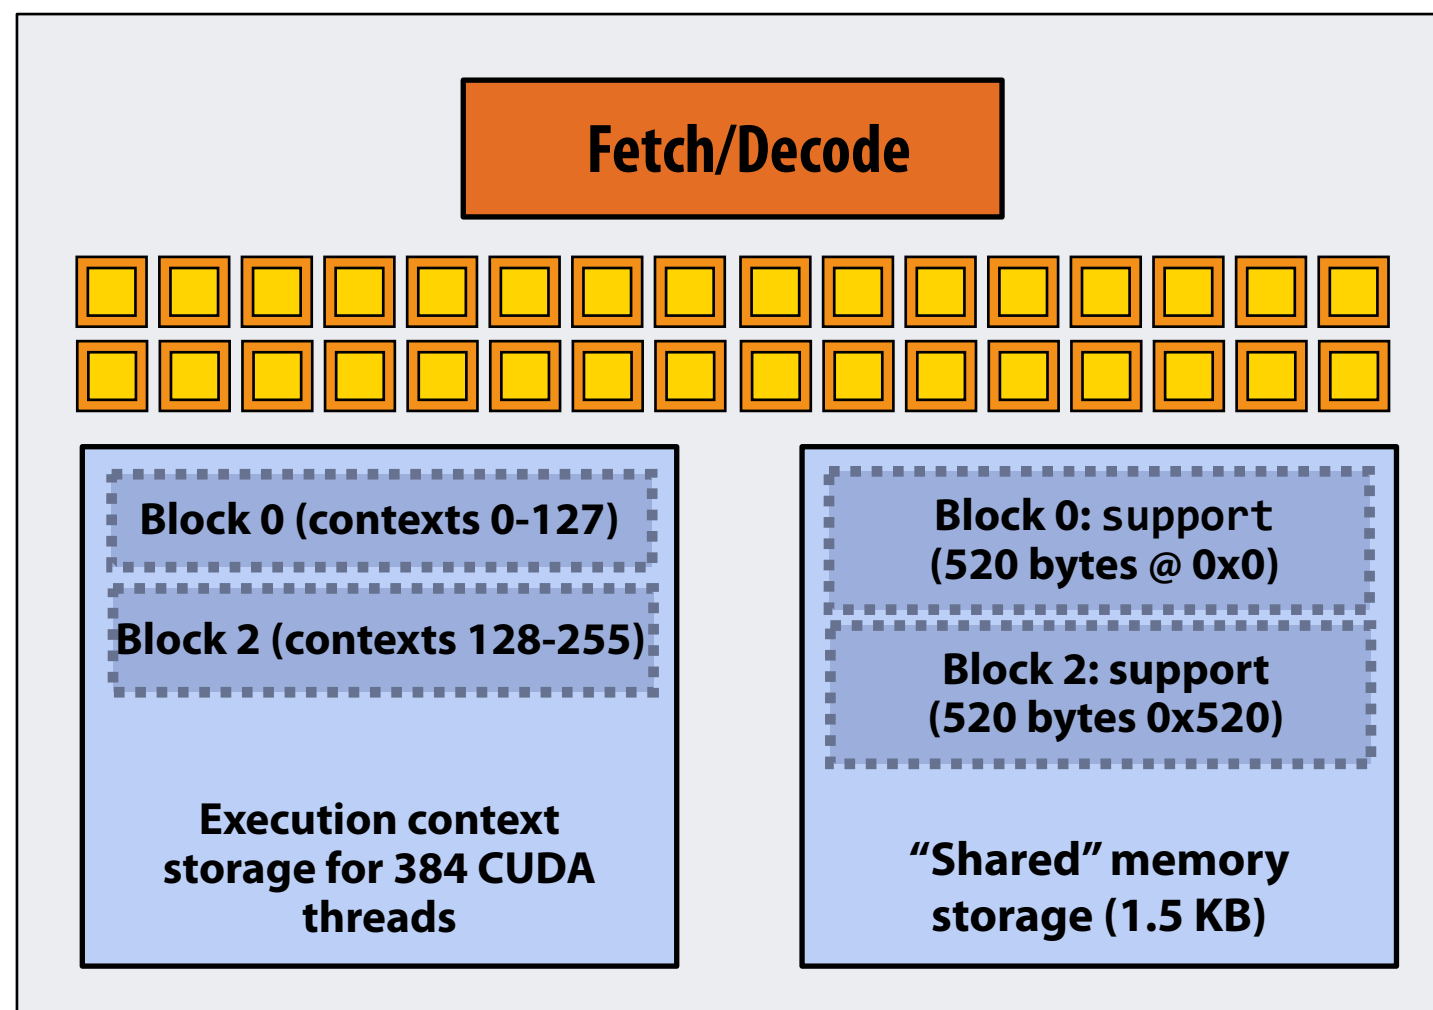 Fetch/Decode
Block 0 (contexts 0-127)
Block 2 (contexts 128-255)
Execution context
storage for 384 CUDA
threads
Block 0: support
(520 bytes @ 0x0)
Block 2: support
(520 bytes 0x520)
“Shared” memory
storage (1.5 KB)